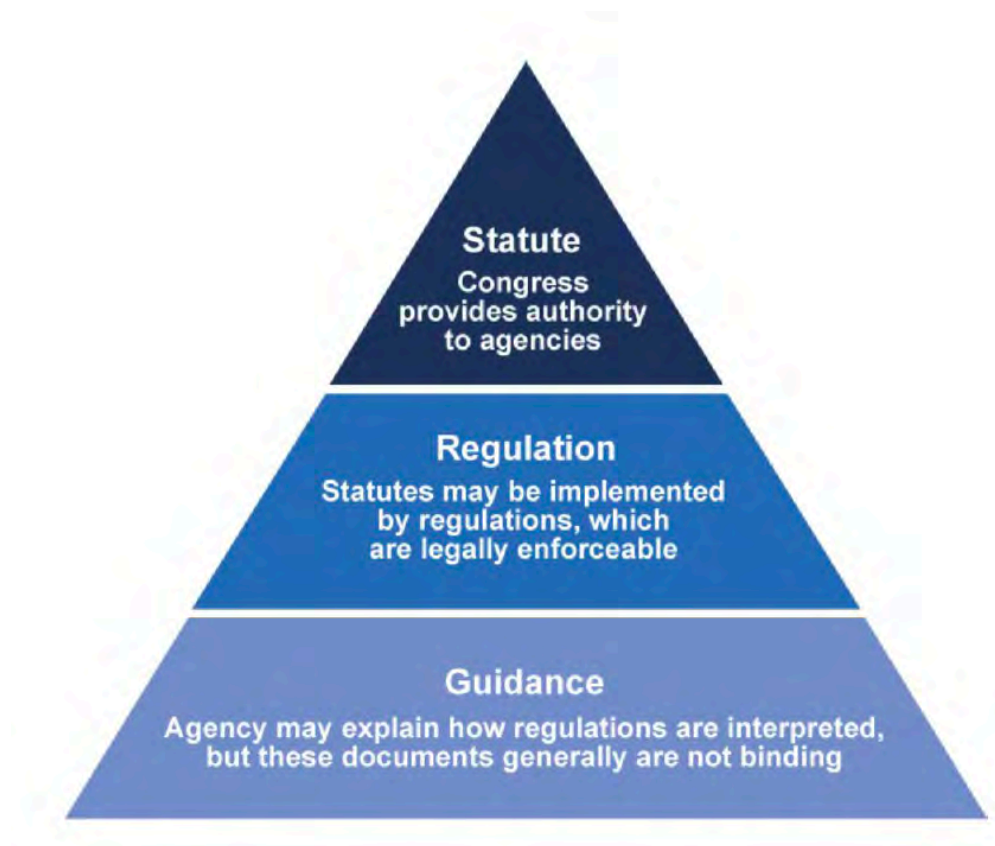 Statute
Congress
provides authority
to agencies
Regulation
Statutes may be implemented
by regulations, which
are legally enforceable
Guidance
Agency may explain how regulations are interpreted,
but these documents generally are not binding